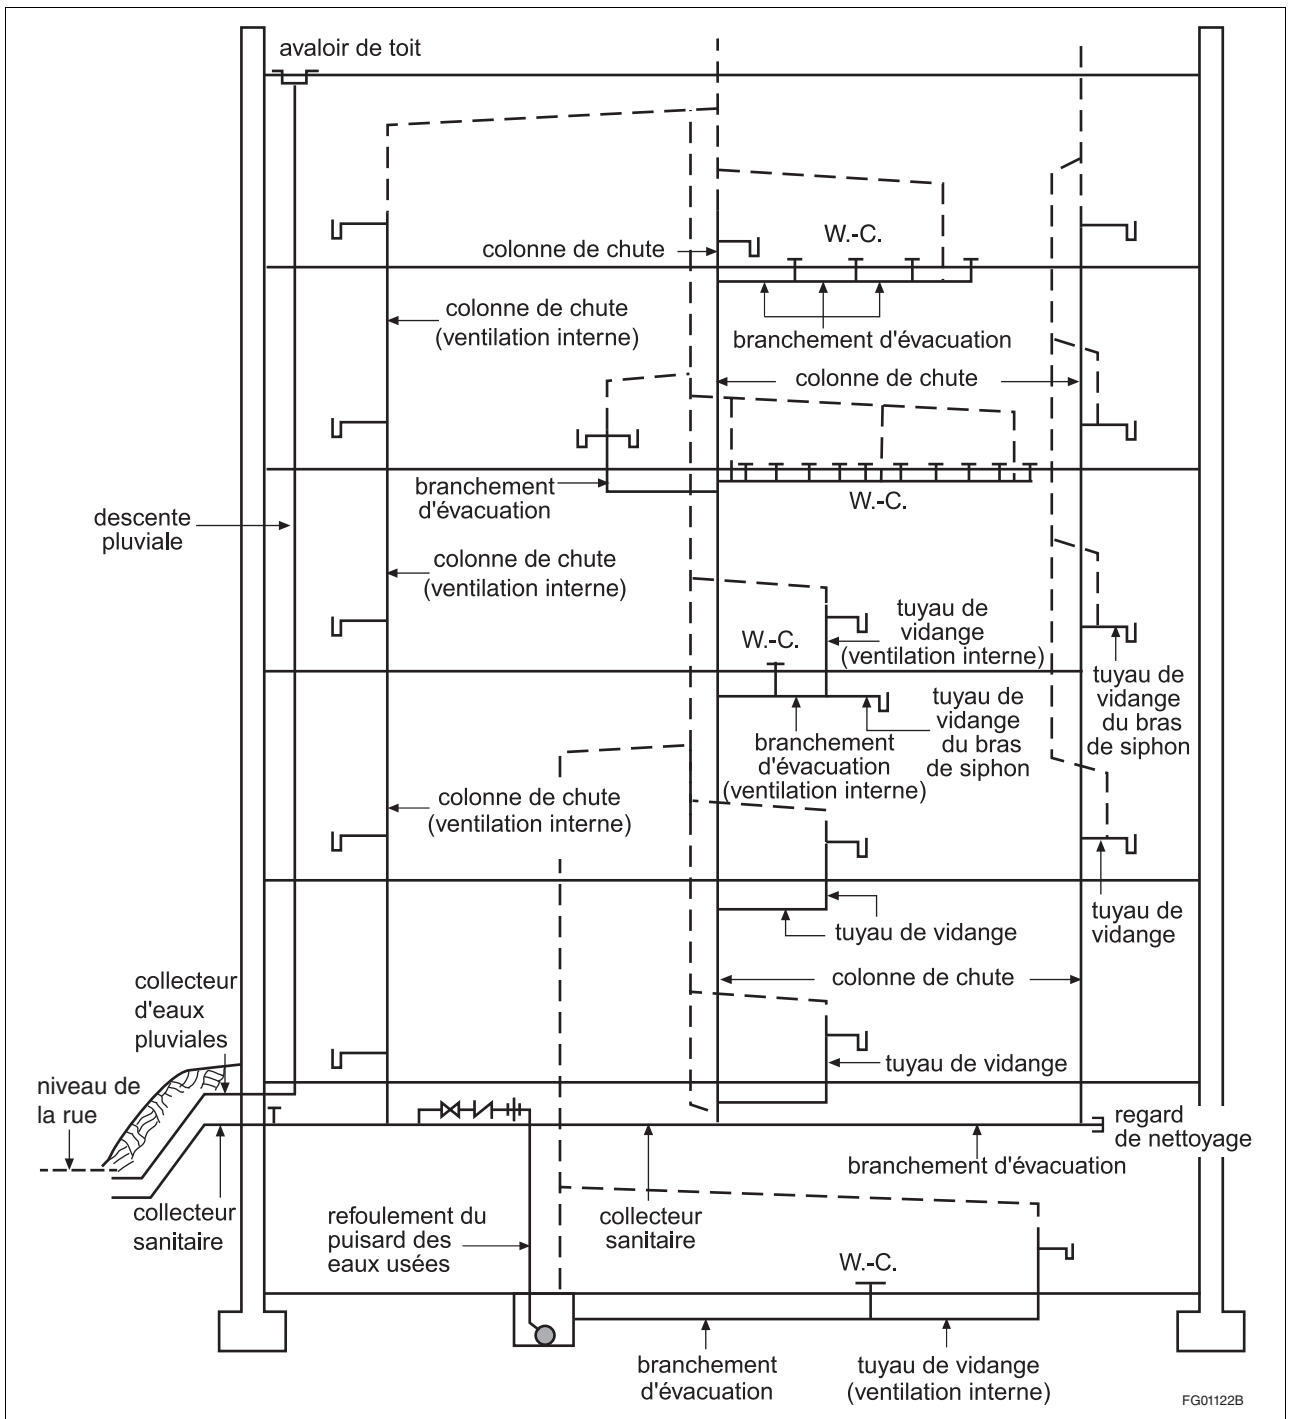 avaloir de toit
W.-C.
colonne de chute
colonne de chute
(ventilation interne)
branchement d'évacuation
colonne de chute
branchement
d'évacuation
W.-C.
descente
pluviale
colonne de chute
(ventilation interne)
tuyau de
vidange
(ventilation interne)
W.-C.
tuyau de
vidange
du bras
de siphon
tuyau de
vidange
du bras
de siphon
branchement
d'évacuation
(ventilation interne)
colonne de chute
(ventilation interne)
tuyau de
vidange
tuyau de vidange
colonne de chute
collecteur
d'eaux
pluviales
tuyau de vidange
niveau de
la rue
regard
de nettoyage
branchement d'évacuation
collecteur
sanitaire
refoulement du
puisard des
eaux usées
collecteur
sanitaire
W.-C.
branchement
d'évacuation
tuyau de vidange
(ventilation interne)
FG01122B